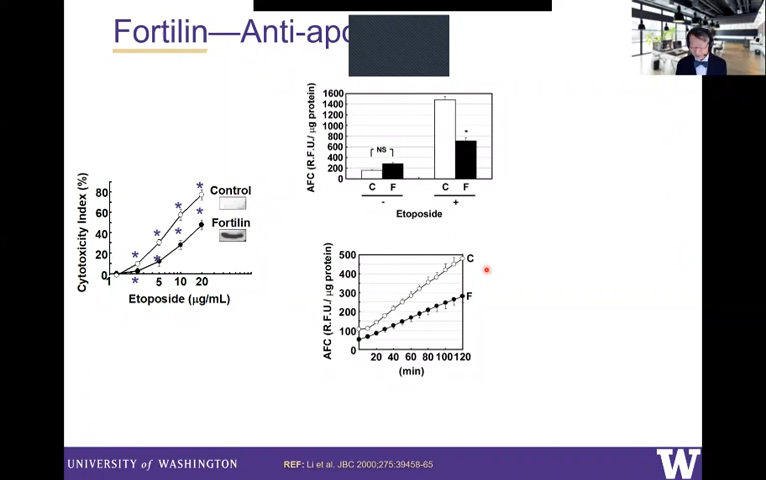 Fortilin—Anti-apo
AFC (R.F.U./ μg protein)
1600
1400
1200
1000
800
600
400
200
0
NS
*
C F C F
- +
Etoposide
Cytotoxicity Index (%)
80
60
40
20
0
Control
Fortilin
1 5 10 20
Etoposide (μg/mL)
AFC (R.F.U./ μg protein)
500
400
300
200
100
0
C
F
20 40 60 80 100 120
(min)
UNIVERSITY of WASHINGTON
REF: Li et al. JBC 2000;275:39458-65
W